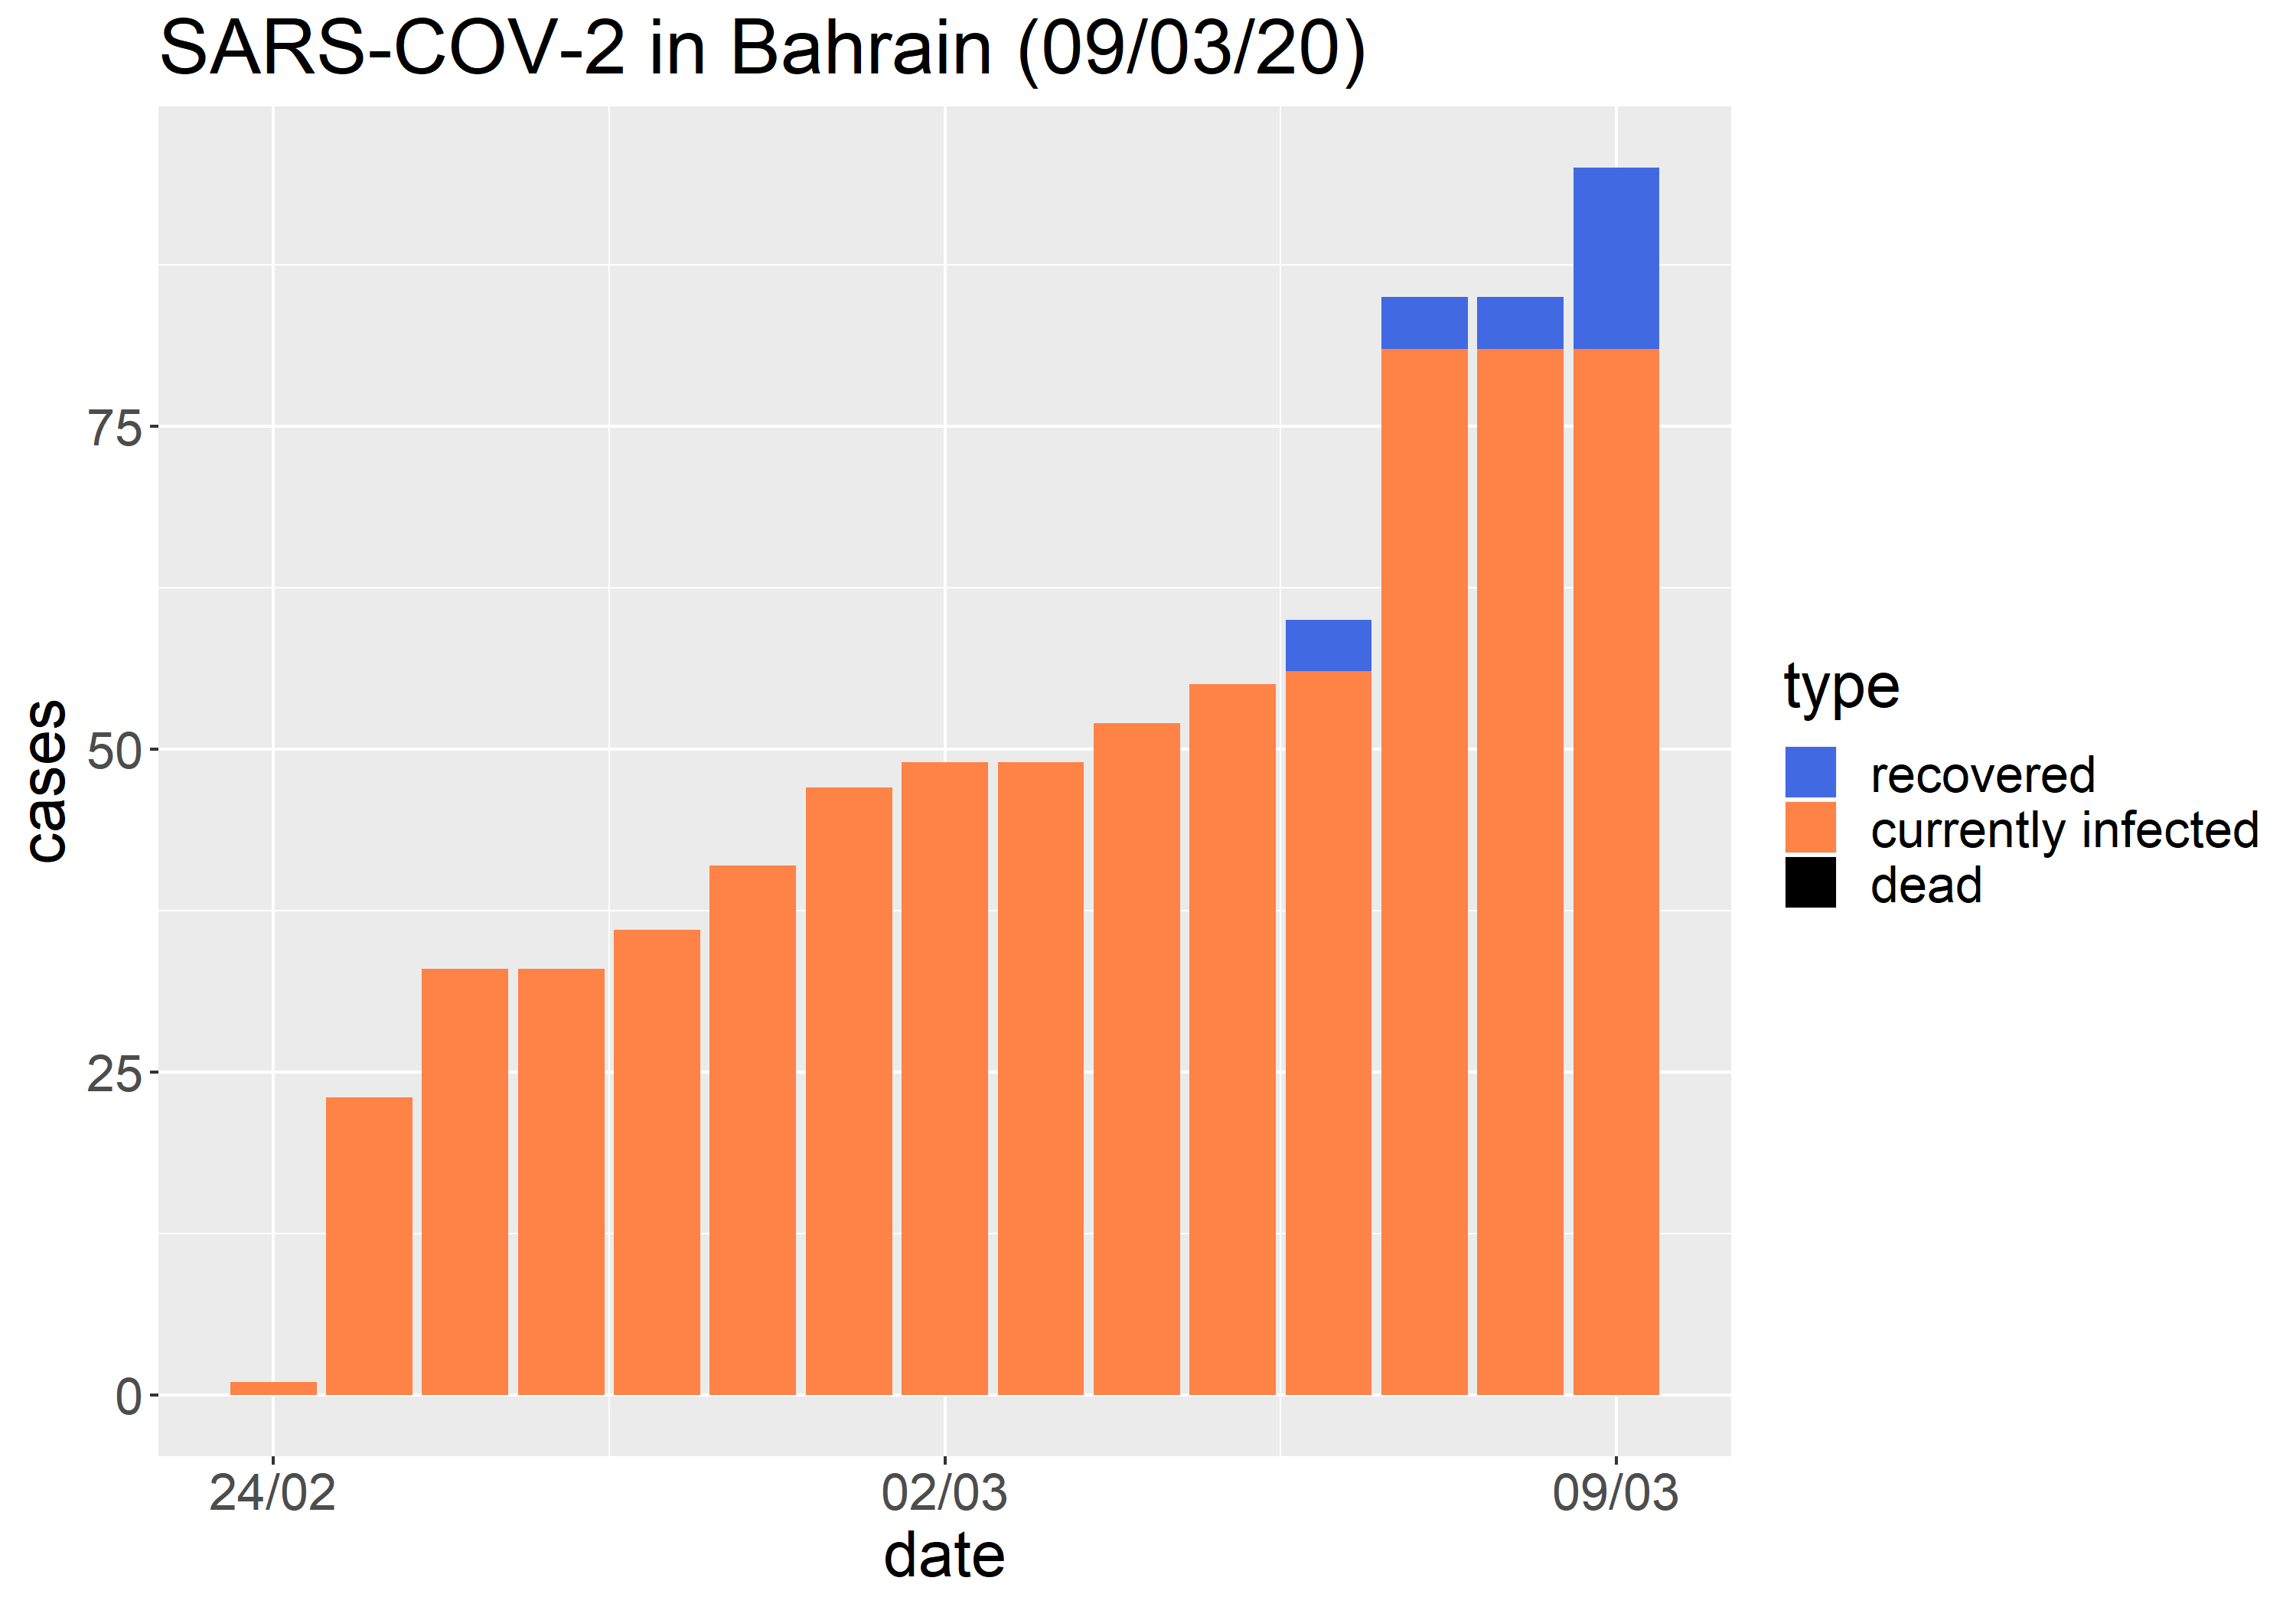 SARS-COV-2 in Bahrain (09/03/20)
cases
75
50
25
0
24/02
02/03
09/03
date
type
recovered
currently infected
dead